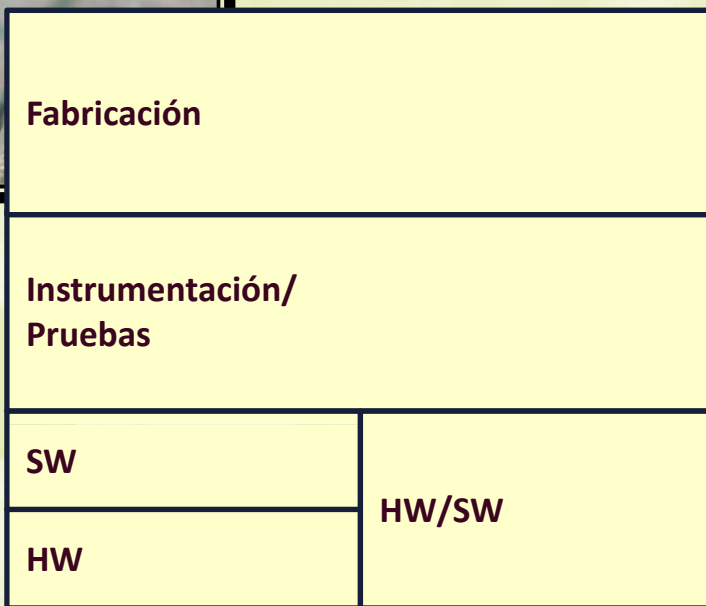 Fabricación
Instrumentación/
Pruebas
SW
HW/SW
HW